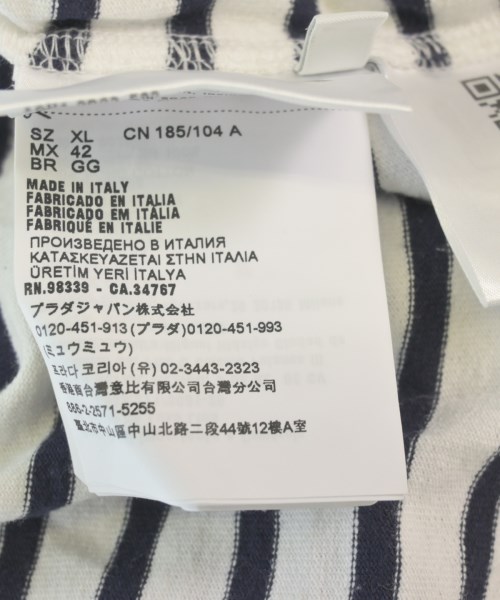 SZ XL CN 185/104 A
MX 42
BR GG
MADE IN ITALY
FABRICADO EN ITALIA
FABRICADO EM ITÁLIA
FABRIQUÉ EN ITALIE
ПРОИЗВЕДЕНО В ИТАЛИЯ
ΚΑΤΑΣΚΕΥΑΖΕΤΑΙ ΣΤΗΝ ΙΤΑΛΙΑ
ÜRETİM YERİ İTALYA
RN.98339 - CA.34767
プラダジャパン株式会社
0120-451-913 (プラダ)0120-451-993
(ミュウミュウ)
프라다 코리아 (유) 02-3443-2323
香港商台灣意比有限公司台灣分公司
886-2-2571-5255
臺北市中山區中山北路二段44號12樓A室